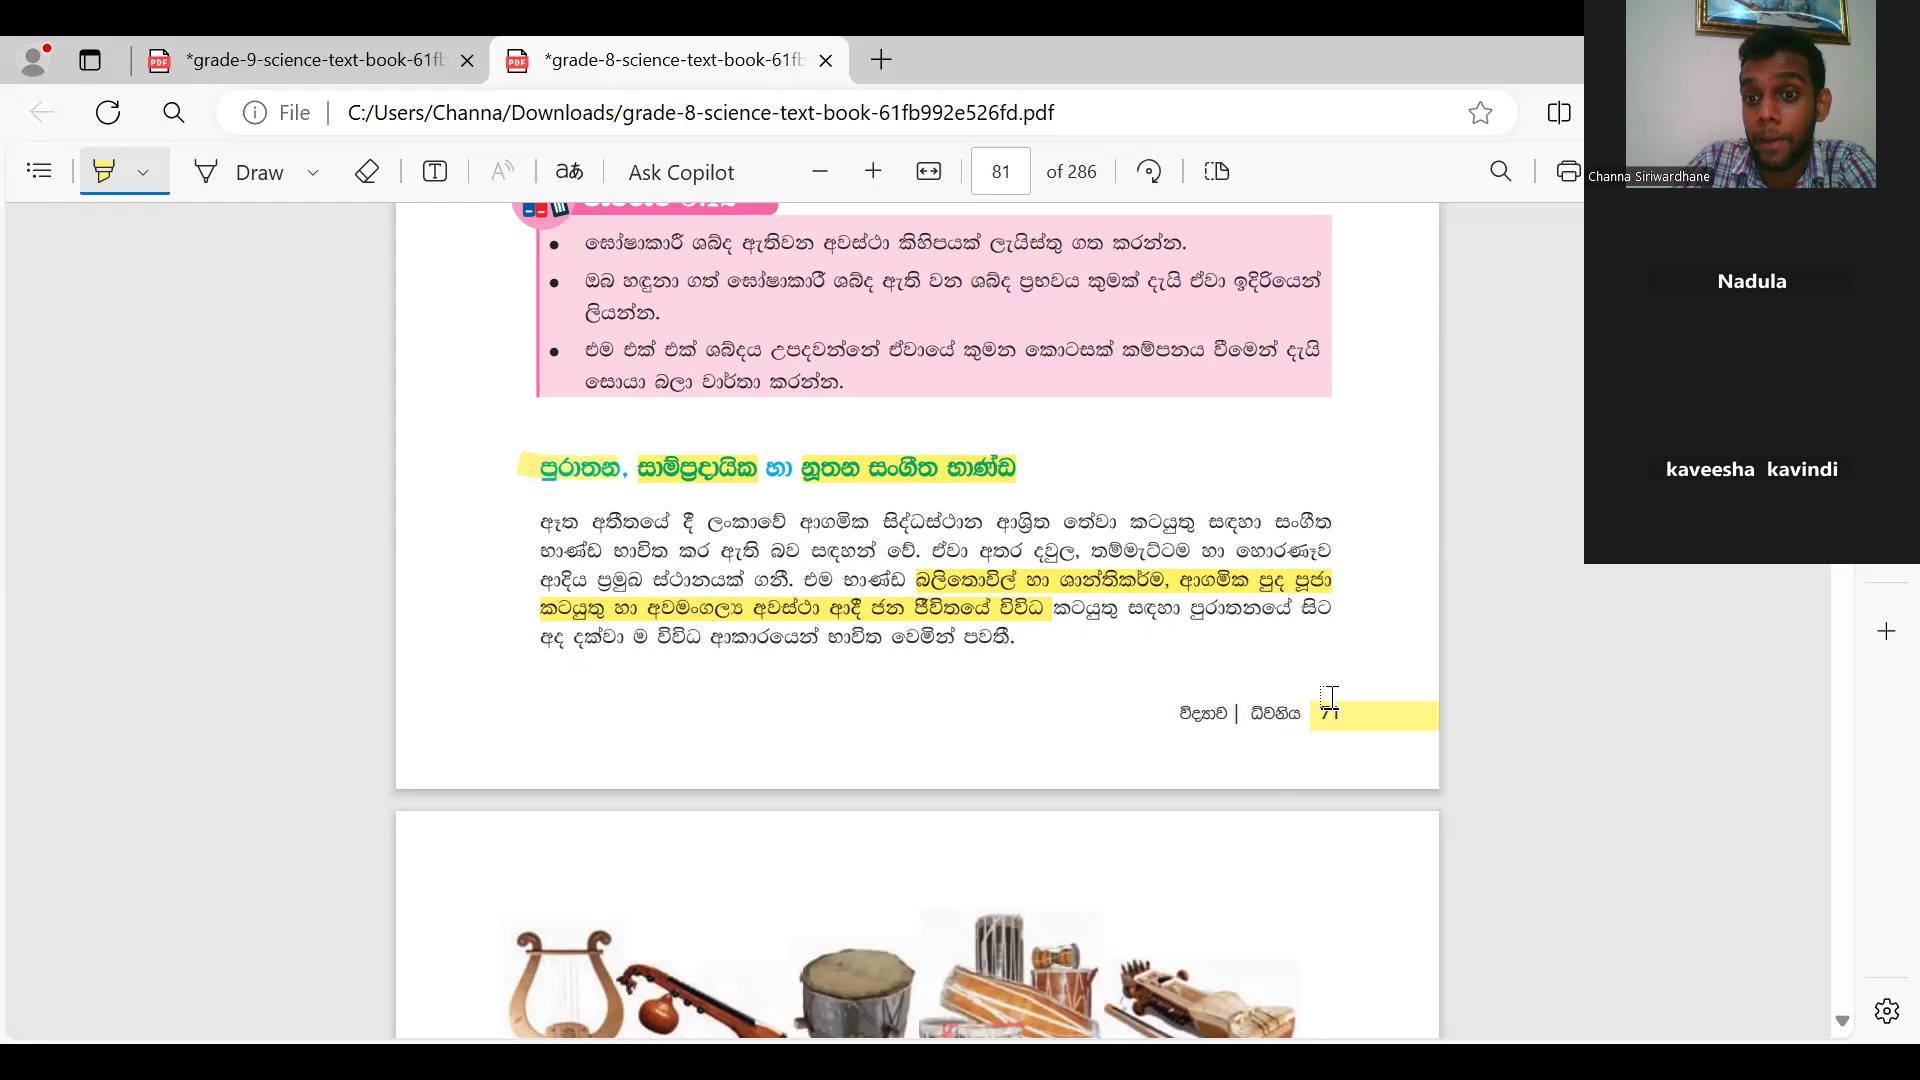 *grade-9-science-text-book-61fb
*grade-8-science-text-book-61fb
File
C:/Users/Channa/Downloads/grade-8-science-text-book-61fb992e526fd.pdf
Draw
Ask Copilot
81
of 286
Channa Siriwardhane
Nadula
kaveesha kavindi
• ඝෝෂාකාරී ශබ්ද ඇතිවන අවස්ථා කිහිපයක් ලැයිස්තු ගත කරන්න.
• ඔබ හඳුනා ගත් ඝෝෂාකාරී ශබ්ද ඇති වන ශබ්ද ප්‍රභවය කුමක් දැයි ඒවා ඉදිරියෙන්
ලියන්න.
• එම එක් එක් ශබ්දය උපදවන්නේ ඒවායේ කුමන කොටසක් කම්පනය වීමෙන් දැයි
සොයා බලා වාර්තා කරන්න.
පුරාතන, සාම්ප්‍රදායික හා නූතන සංගීත භාණ්ඩ
ඈත අතීතයේ දී ලංකාවේ ආගමික සිද්ධස්ථාන ආශ්‍රිත තේවා කටයුතු සඳහා සංගීත
භාණ්ඩ භාවිත කර ඇති බව සඳහන් වේ. ඒවා අතර දවුල, තම්මැට්ටම හා හොරණෑව
ආදිය ප්‍රමුඛ ස්ථානයක් ගනී. එම භාණ්ඩ බලිතොවිල් හා ශාන්තිකර්ම, ආගමික පුද පූජා
කටයුතු හා අවමංගල්‍ය අවස්ථා ආදී ජන ජීවිතයේ විවිධ කටයුතු සඳහා පුරාතනයේ සිට
අද දක්වා ම විවිධ ආකාරයෙන් භාවිත වෙමින් පවතී.
විද්‍යාව | ධ්වනිය 71